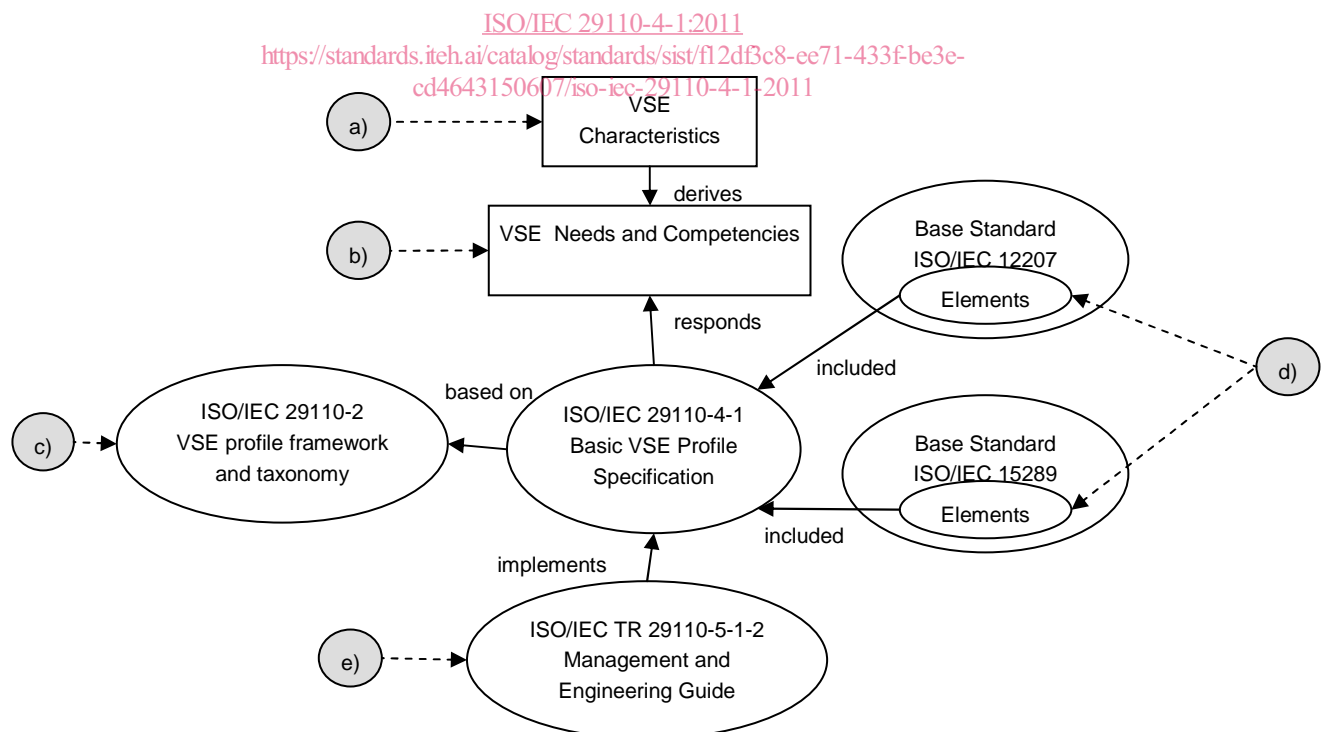 ISO/IEC 29110-4-1:2011
https://standards.iteh.ai/catalog/standards/sist/f12df3c8-ee71-433f-be3e-
cd4643150607/iso-iec-29110-4-1-2011
a)
VSE
Characteristics
derives
b)
VSE Needs and Competencies
Base Standard
ISO/IEC 12207
Elements
responds
included
d)
based on
c)
ISO/IEC 29110-2
VSE profile framework
and taxonomy
ISO/IEC 29110-4-1
Basic VSE Profile
Specification
Base Standard
ISO/IEC 15289
Elements
included
implements
e)
ISO/IEC TR 29110-5-1-2
Management and
Engineering Guide